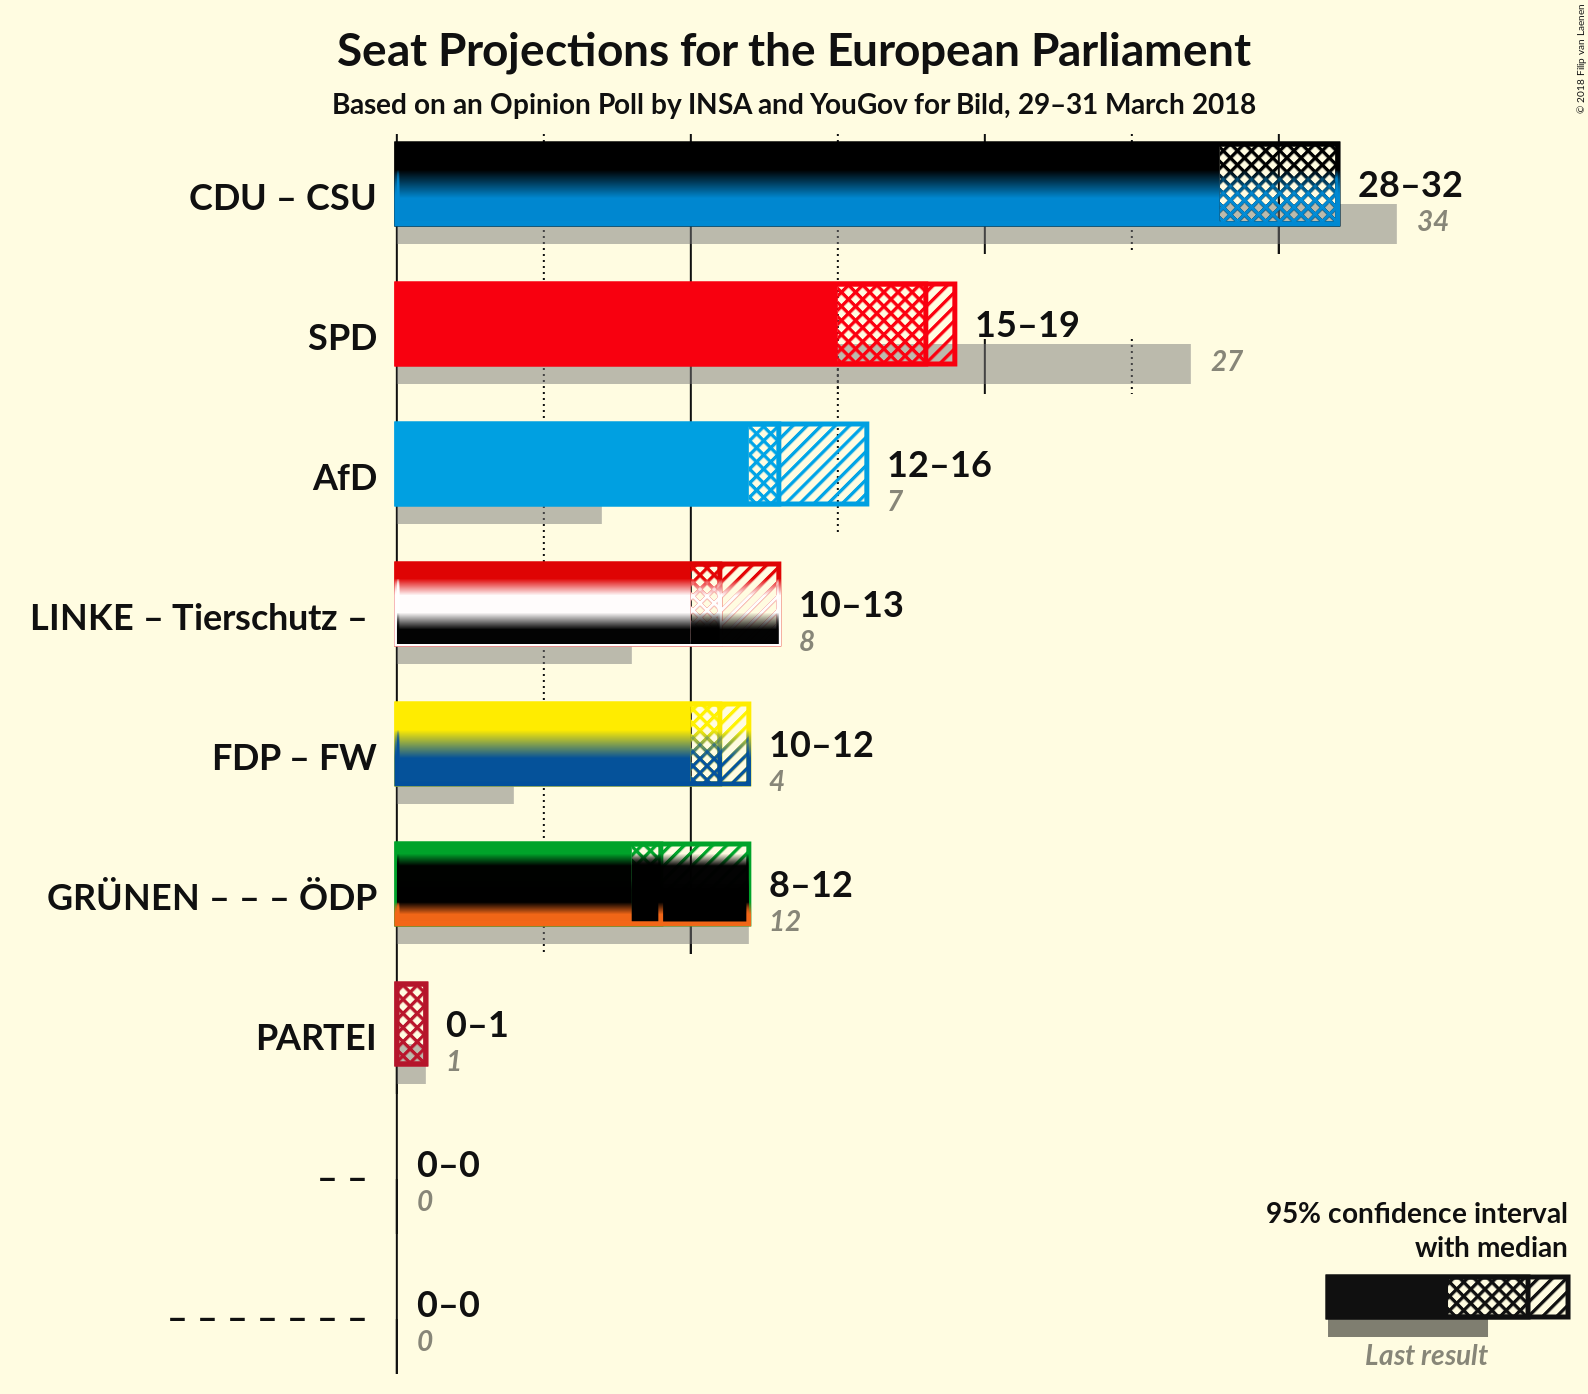 Seat Projections for the European Parliament
Based on an Opinion Poll by INSA and YouGov for Bild, 29–31 March 2018
© 2018 Filip van Laenen
CDU – CSU
28–32
34
SPD
15–19
27
AfD
12–16
7
LINKE – Tierschutz –
10–13
8
FDP – FW
10–12
4
GRÜNEN – – – ÖDP
8–12
12
PARTEI
0–1
1
– –
0–0
0
– – – – – – –
0–0
0
95% confidence interval
with median
Last result